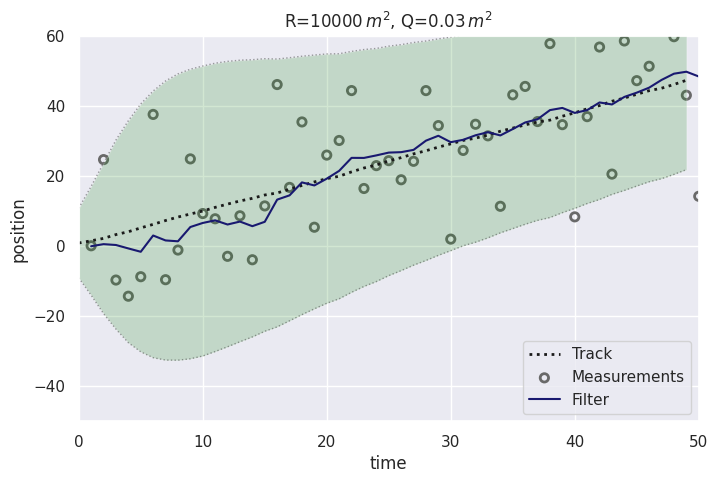 R=10000 m², Q=0.03 m²
60
40
20
0
−20
−40
position
0 10 20 30 40 50
time
Track
Measurements
Filter